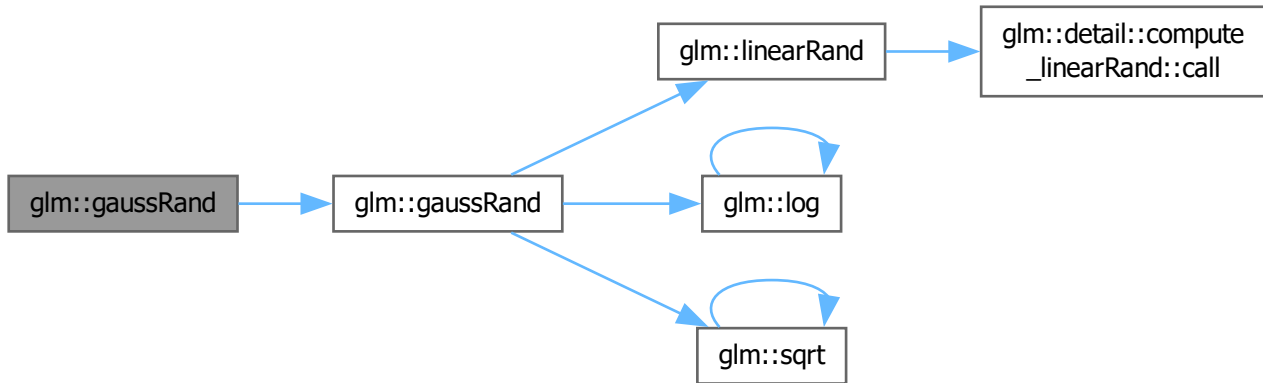 glm::gaussRand
glm::gaussRand
glm::linearRand
glm::detail::compute
_linearRand::call
glm::log
glm::sqrt